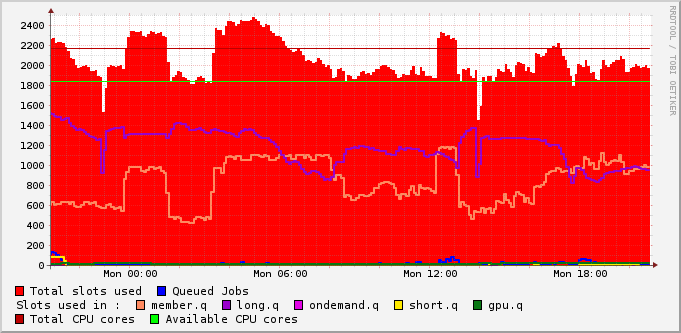 2400
2200
2000
1800
1600
1400
1200
1000
800
600
400
200
0
Mon 00:00 Mon 06:00 Mon 12:00 Mon 18:00
Total slots used Queued Jobs
Slots used in : member.q long.q ondemand.q short.q gpu.q
Total CPU cores Available CPU cores
RRDTOOL / TOBI OETIKER